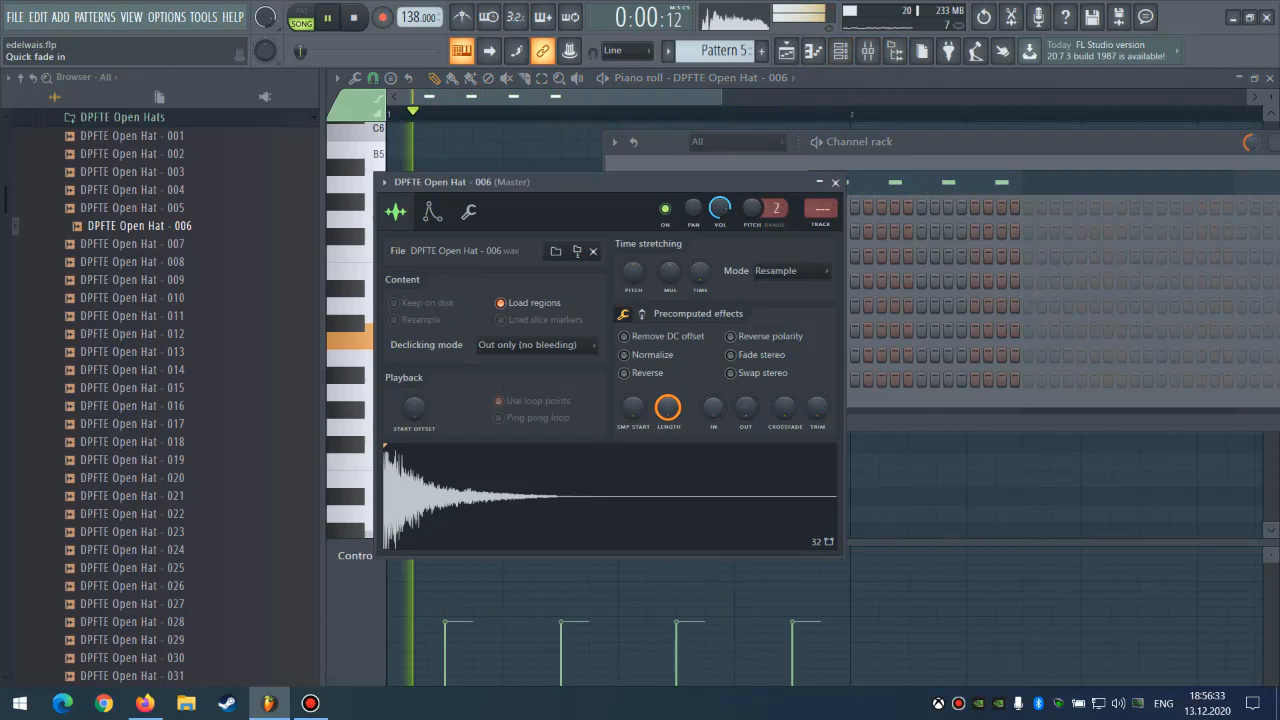 FILE EDIT ADD PATTERNS VIEW OPTIONS TOOLS HELP
PAT
SONG
138.000
3.2.
0:00:12
M:S:CS
20
233 MB
7
edelwais.flp
Quick fade in
Line
Pattern 5
Today FL Studio version
20.7.3 build 1987 is available!
Browser - All
Piano roll - DPFTE Open Hat - 006
DPFTE Open Hats
DPFTE Open Hat - 001
DPFTE Open Hat - 002
DPFTE Open Hat - 003
DPFTE Open Hat - 004
DPFTE Open Hat - 005
DPFTE Open Hat - 006
DPFTE Open Hat - 007
DPFTE Open Hat - 008
DPFTE Open Hat - 009
DPFTE Open Hat - 010
DPFTE Open Hat - 011
DPFTE Open Hat - 012
DPFTE Open Hat - 013
DPFTE Open Hat - 014
DPFTE Open Hat - 015
DPFTE Open Hat - 016
DPFTE Open Hat - 017
DPFTE Open Hat - 018
DPFTE Open Hat - 019
DPFTE Open Hat - 020
DPFTE Open Hat - 021
DPFTE Open Hat - 022
DPFTE Open Hat - 023
DPFTE Open Hat - 024
DPFTE Open Hat - 025
DPFTE Open Hat - 026
DPFTE Open Hat - 027
DPFTE Open Hat - 028
DPFTE Open Hat - 029
DPFTE Open Hat - 030
DPFTE Open Hat - 031
1
2
C6
B5
All
Channel rack
DPFTE Open Hat - 006 (Master)
2
---
ON
PAN
VOL
PITCH RANGE
TRACK
File DPFTE Open Hat - 006.wav
Content
Keep on disk
Load regions
Resample
Load slice markers
Declicking mode
Out only (no bleeding)
Playback
START OFFSET
Use loop points
Ping pong loop
Time stretching
PITCH
MUL
TIME
Mode Resample
Precomputed effects
Remove DC offset
Reverse polarity
Normalize
Fade stereo
Reverse
Swap stereo
SMP START
LENGTH
IN
OUT
CROSSFADE
TRIM
32
Contro
ENG
18:56:33
13.12.2020